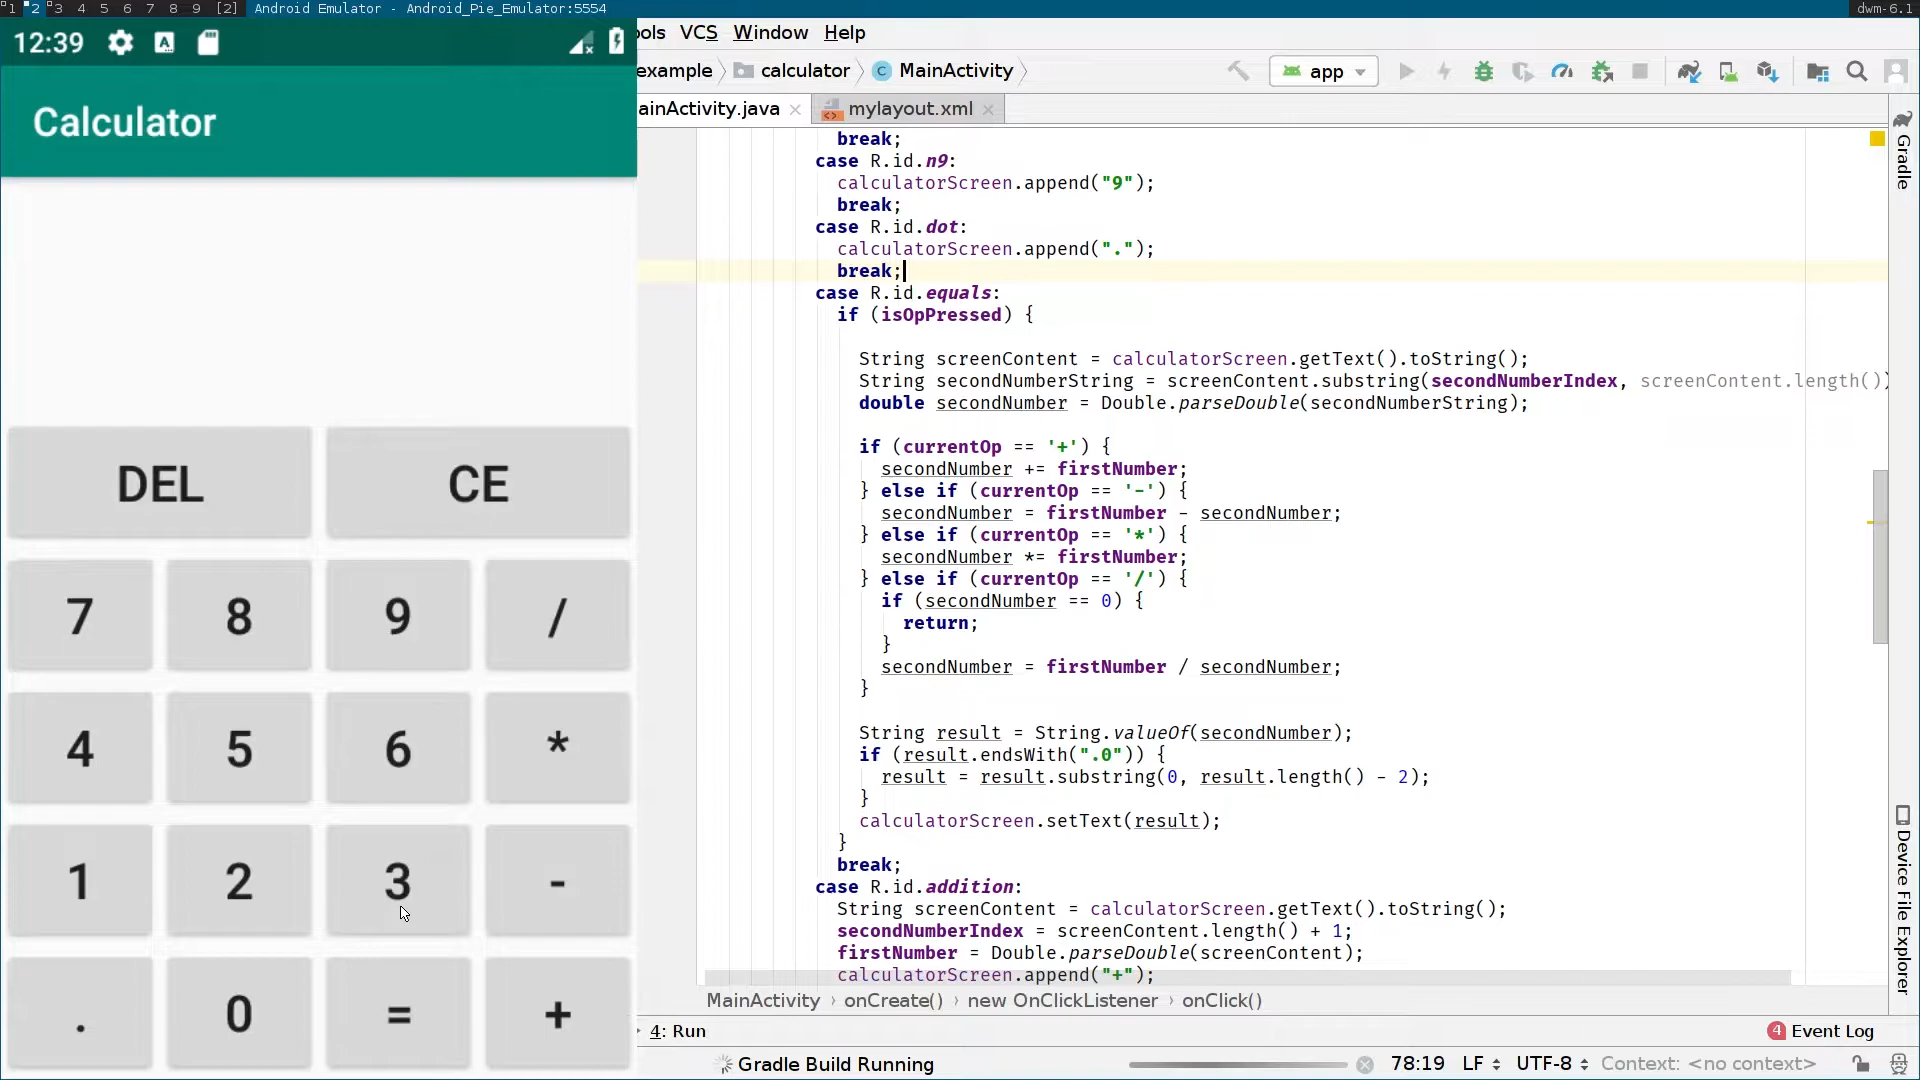 1 2 3 4 5 6 7 8 9 [2] Android Emulator - Android_Pie_Emulator:5554
dwm-6.1
12:39
A
Calculator
DEL CE
7 8 9 /
4 5 6 *
1 2 3 -
. 0 = +
ools VCS Window Help
example calculator C MainActivity
app
ainActivity.java mylayout.xml
break;
case R.id.n9:
calculatorScreen.append("9");
break;
case R.id.dot:
calculatorScreen.append(".");
break;
case R.id.equals:
if (isOpPressed) {
String screenContent = calculatorScreen.getText().toString();
String secondNumberString = screenContent.substring(secondNumberIndex, screenContent.length())
double secondNumber = Double.parseDouble(secondNumberString);
if (currentOp == '+') {
secondNumber += firstNumber;
} else if (currentOp == '-') {
secondNumber = firstNumber - secondNumber;
} else if (currentOp == '*') {
secondNumber *= firstNumber;
} else if (currentOp == '/') {
if (secondNumber == 0) {
return;
}
secondNumber = firstNumber / secondNumber;
}
String result = String.valueOf(secondNumber);
if (result.endsWith(".0")) {
result = result.substring(0, result.length() - 2);
}
calculatorScreen.setText(result);
}
break;
case R.id.addition:
String screenContent = calculatorScreen.getText().toString();
secondNumberIndex = screenContent.length() + 1;
firstNumber = Double.parseDouble(screenContent);
calculatorScreen.append("+");
MainActivity › onCreate() › new OnClickListener › onClick()
4: Run
4 Event Log
Gradle Build Running
78:19 LF UTF-8 Context: <no context>
Gradle
Device File Explorer